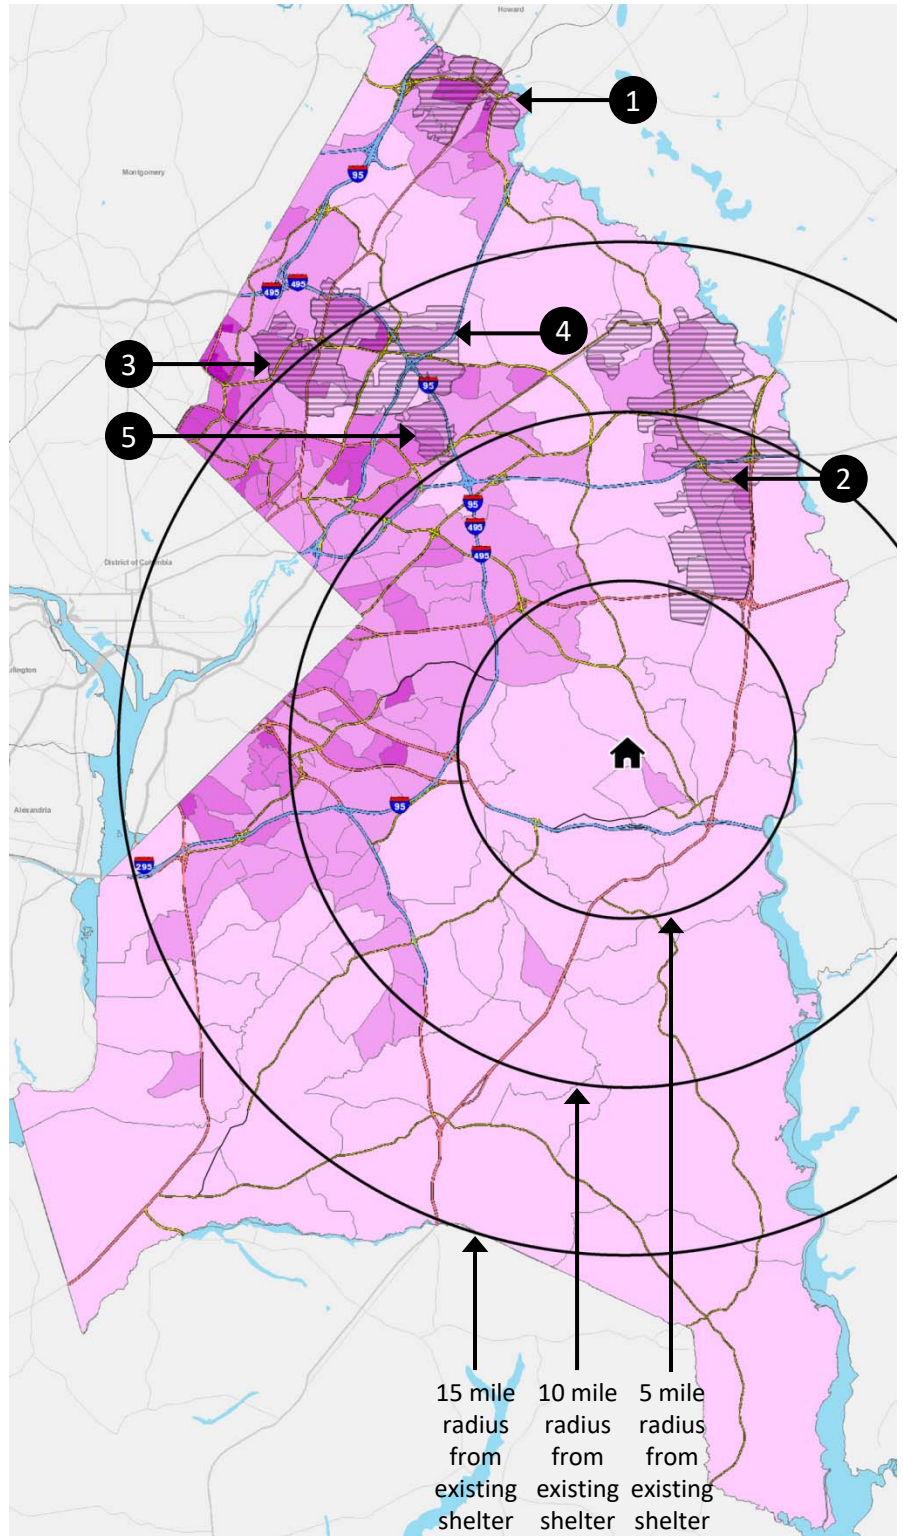 Howard
1
Montgomery
95
495
495
4
3
95
5
2
95
495
District of Columbia
495
rlington
95
Alexandria
295
15 mile
radius
from
existing
shelter
10 mile
radius
from
existing
shelter
5 mile
radius
from
existing
shelter